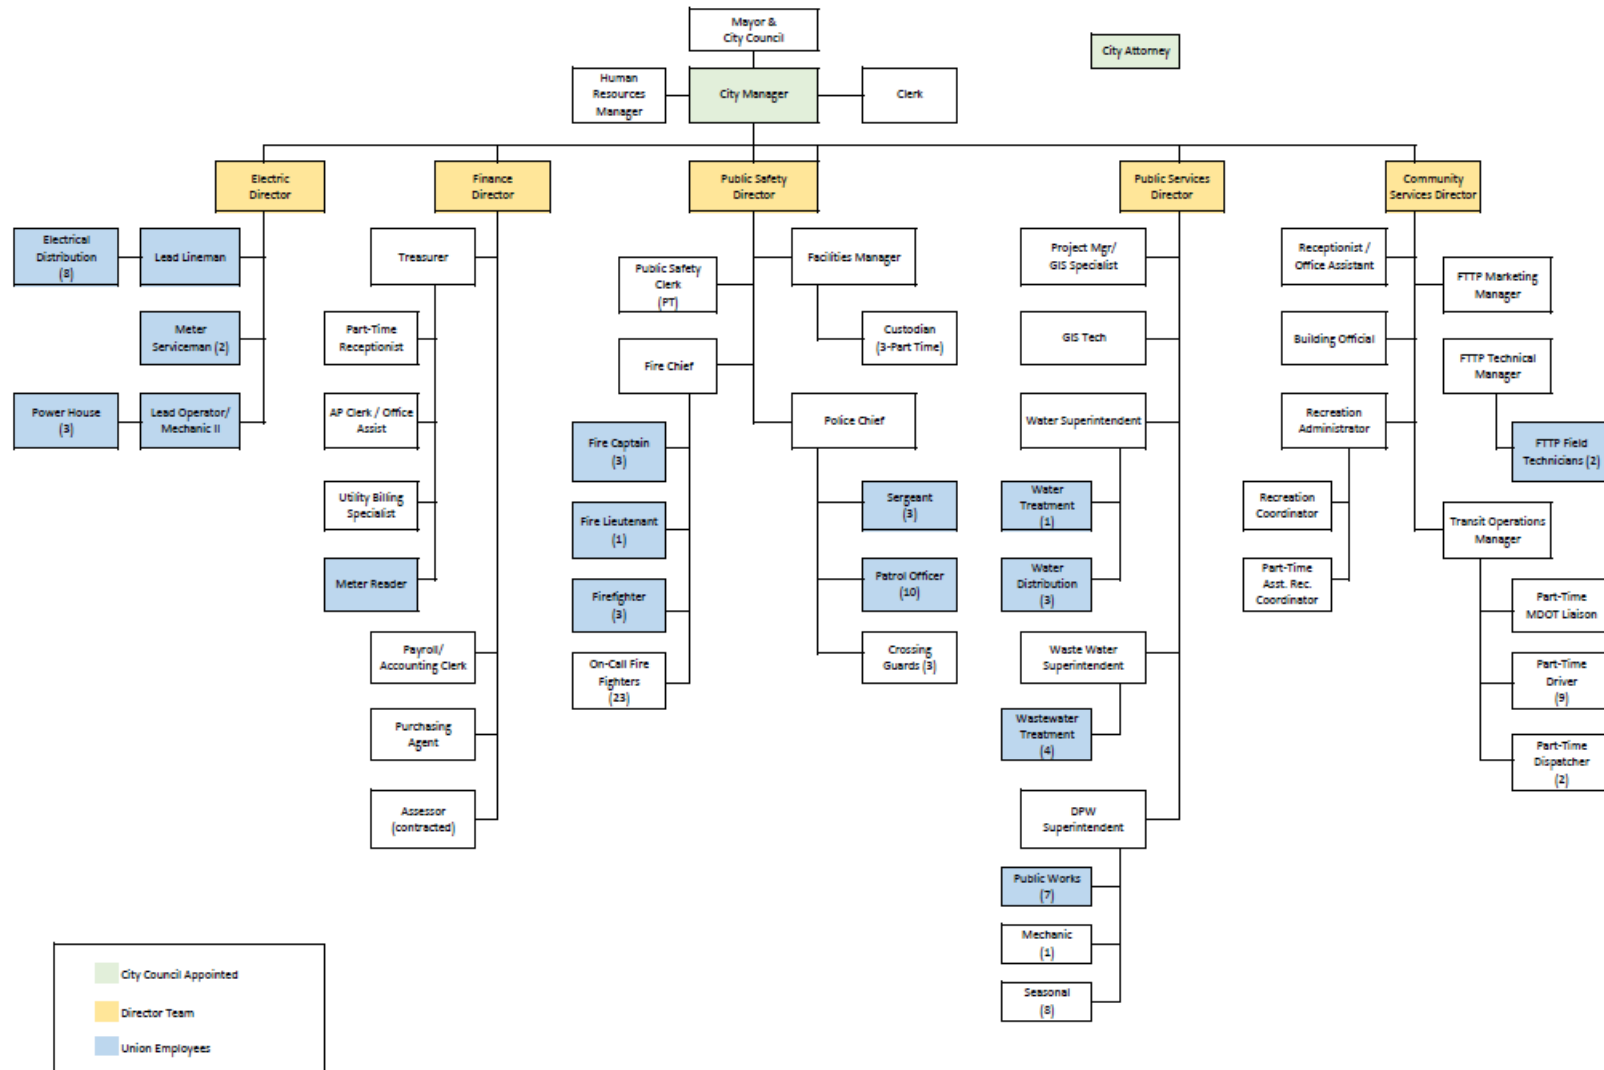 Mayor &
City Council
City Attorney
Human
Resources
Manager
City Manager
Clerk
Electric
Director
Finance
Director
Public Safety
Director
Public Services
Director
Community
Services Director
Electrical
Distribution
(8)
Lead Lineman
Meter
Serviceman (2)
Power House
(3)
Lead Operator/
Mechanic II
Treasurer
Part-Time
Receptionist
AP Clerk / Office
Assist
Utility Billing
Specialist
Meter Reader
Payroll/
Accounting Clerk
Purchasing
Agent
Assessor
(contracted)
Public Safety
Clerk
(PT)
Facilities Manager
Custodian
(3-Part Time)
Fire Chief
Fire Captain
(3)
Fire Lieutenant
(1)
Firefighter
(3)
On-Call Fire
Fighters
(23)
Police Chief
Sergeant
(3)
Patrol Officer
(10)
Crossing
Guards (3)
Project Mgr/
GIS Specialist
GIS Tech
Water Superintendent
Water
Treatment
(1)
Water
Distribution
(3)
Waste Water
Superintendent
Wastewater
Treatment
(4)
DPW
Superintendent
Public Works
(7)
Mechanic
(1)
Seasonal
(8)
Receptionist /
Office Assistant
FTTP Marketing
Manager
Building Official
FTTP Technical
Manager
FTTP Field
Technicians (2)
Recreation
Administrator
Recreation
Coordinator
Part-Time
Asst. Rec.
Coordinator
Transit Operations
Manager
Part-Time
MDOT Liaison
Part-Time
Driver
(9)
Part-Time
Dispatcher
(2)
City Council Appointed
Director Team
Union Employees